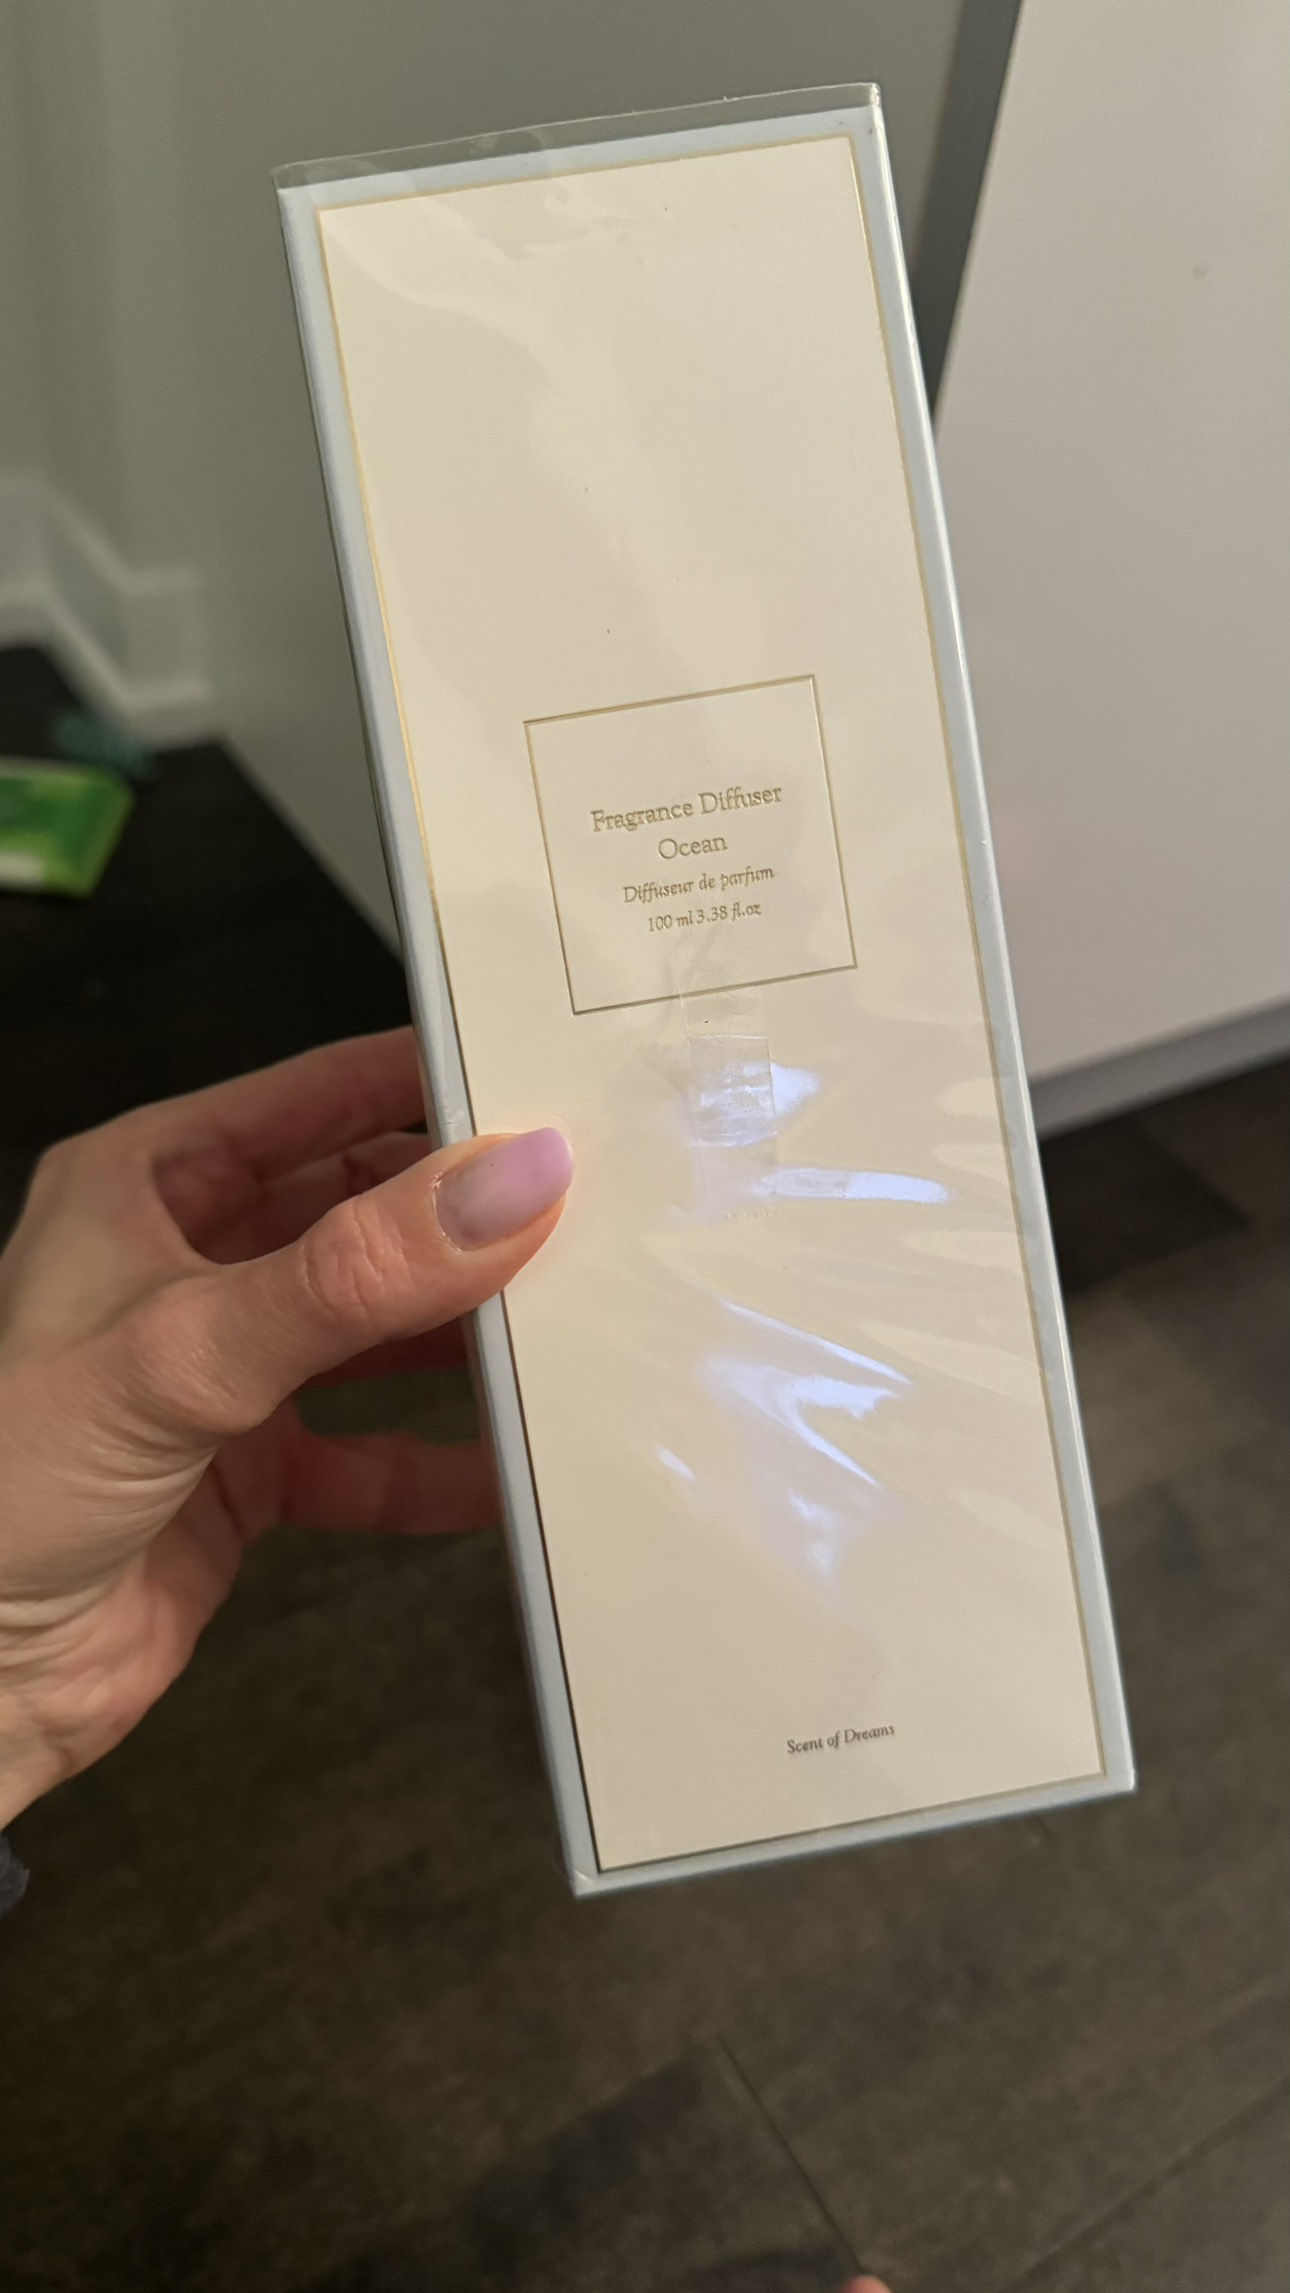 Fragrance Diffuser
Ocean
Diffuseur de parfum
100 ml 3.38 fl.oz
Scent of Dreams